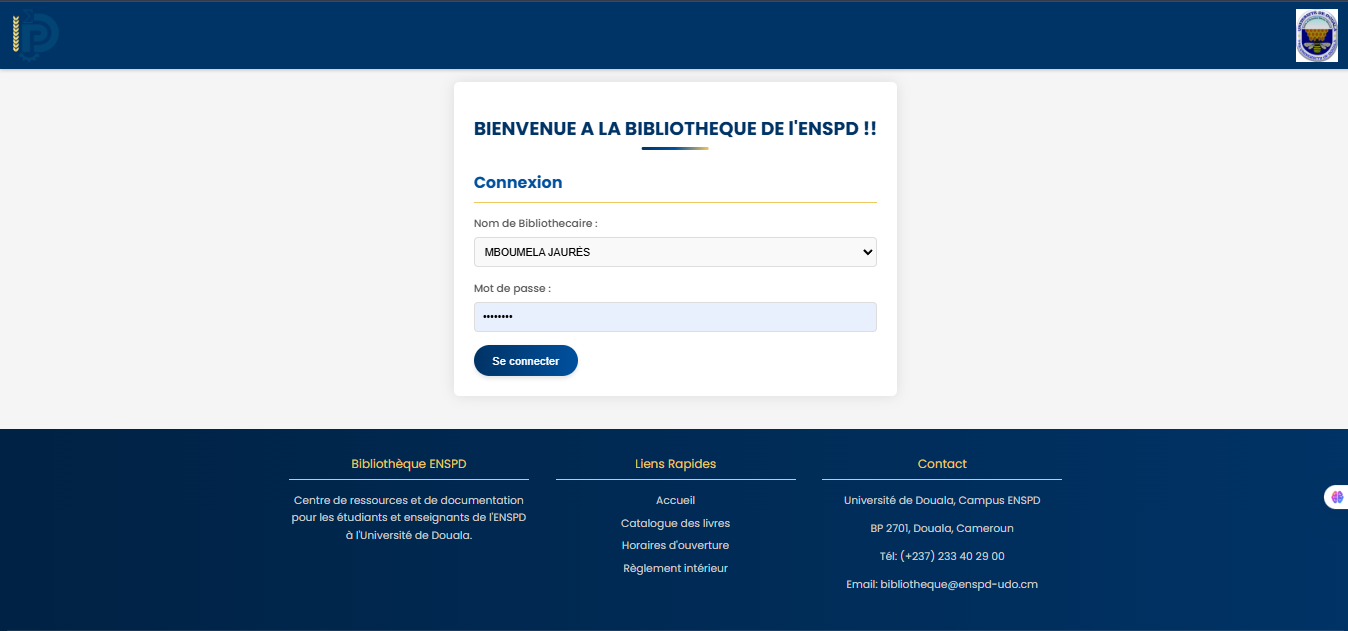 BIENVENUE A LA BIBLIOTHEQUE DE l'ENSPD !!
Connexion
Nom de Bibliothecaire :
MBOUMELA JAURÈS
Mot de passe :
••••••••
Se connecter
Bibliothèque ENSPD
Centre de ressources et de documentation
pour les étudiants et enseignants de l'ENSPD
à l'Université de Douala.
Liens Rapides
Accueil
Catalogue des livres
Horaires d'ouverture
Règlement intérieur
Contact
Université de Douala, Campus ENSPD
BP 2701, Douala, Cameroun
Tél: (+237) 233 40 29 00
Email: bibliotheque@enspd-udo.cm